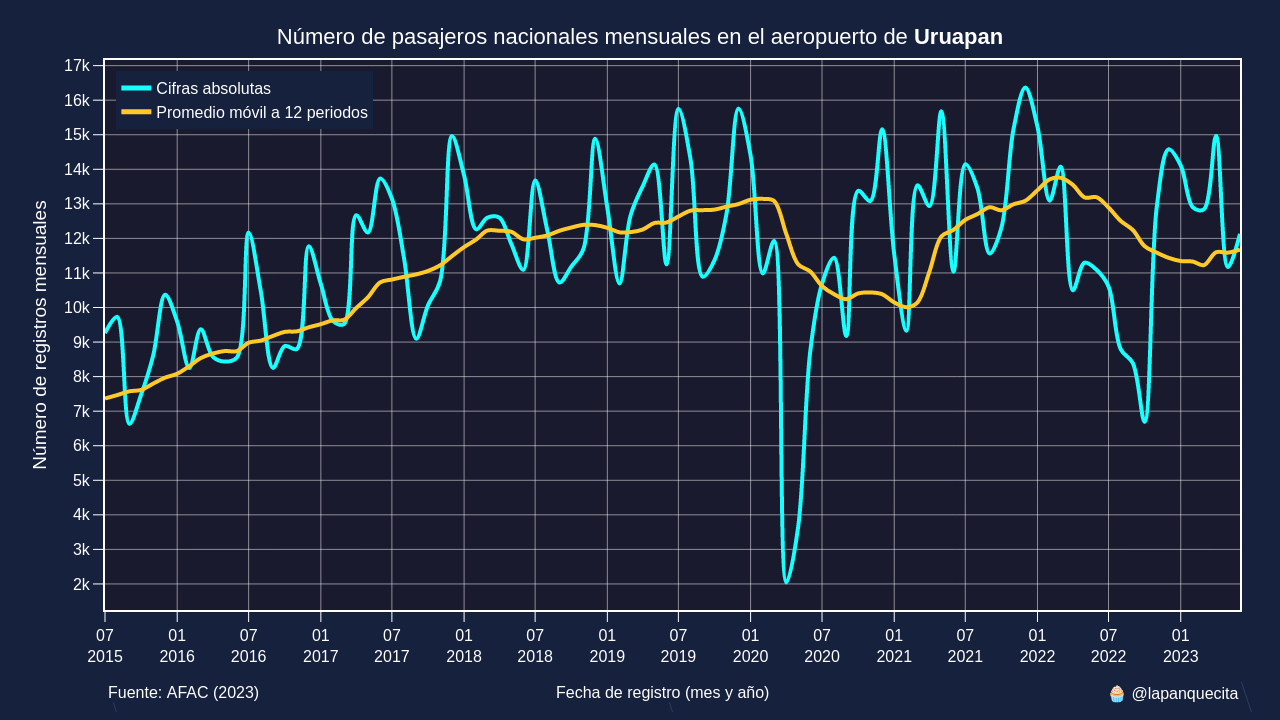 Número de pasajeros nacionales mensuales en el aeropuerto de Uruapan
Cifras absolutas
Promedio móvil a 12 periodos
Número de registros mensuales
17k
16k
15k
14k
13k
12k
11k
10k
9k
8k
7k
6k
5k
4k
3k
2k
07 01 07 01 07 01 07 01 07 01 07 01 07 01 07 01
2015 2016 2016 2017 2017 2018 2018 2019 2019 2020 2020 2021 2021 2022 2022 2023
Fuente: AFAC (2023)
Fecha de registro (mes y año)
🧁 @lapanquecita